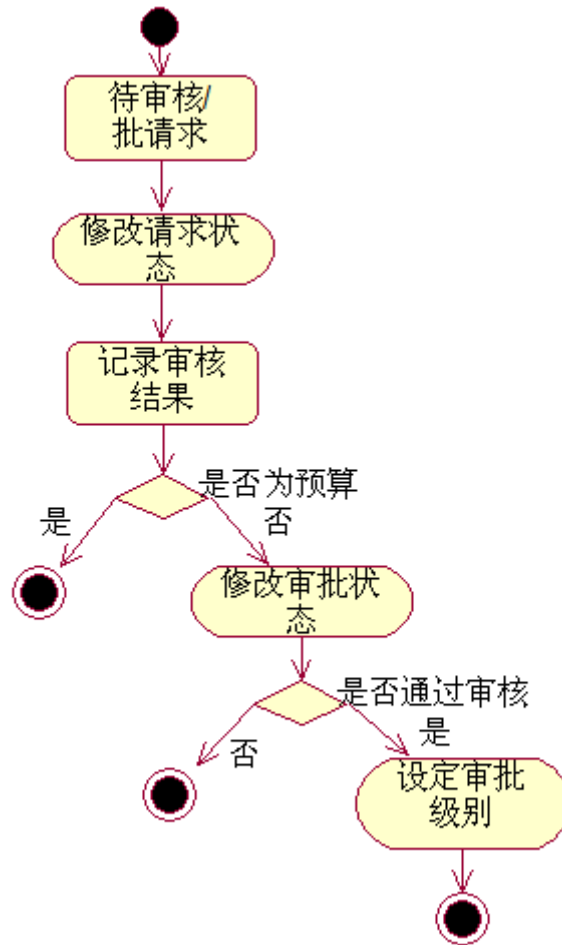 待审核/
批请求
修改请求状
态
记录审核
结果
是否为预算
是
否
修改审批状
态
是否通过审核
是
否
设定审批
级别